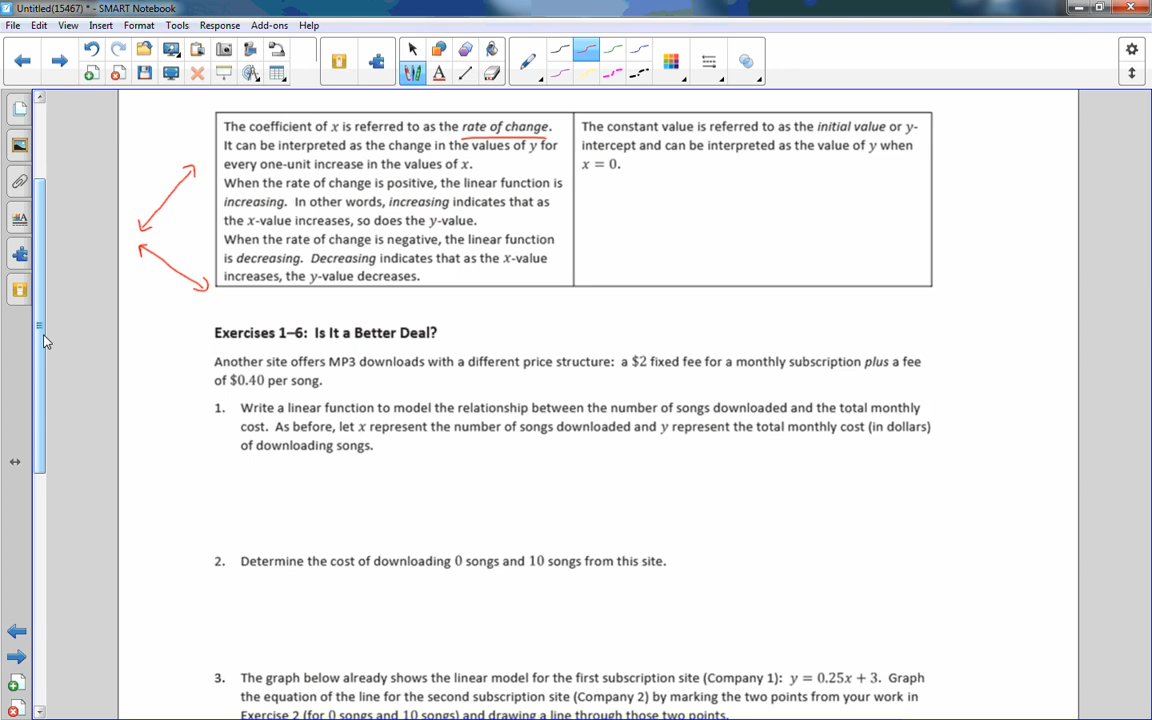 Untitled(15467) * - SMART Notebook
File Edit View Insert Format Tools Response Add-ons Help
The coefficient of x is referred to as the rate of change.
It can be interpreted as the change in the values of y for
every one-unit increase in the values of x.
When the rate of change is positive, the linear function is
increasing. In other words, increasing indicates that as
the x-value increases, so does the y-value.
When the rate of change is negative, the linear function
is decreasing. Decreasing indicates that as the x-value
increases, the y-value decreases.
The constant value is referred to as the initial value or y-
intercept and can be interpreted as the value of y when
x = 0.
Exercises 1–6: Is It a Better Deal?
Another site offers MP3 downloads with a different price structure: a $2 fixed fee for a monthly subscription plus a fee
of $0.40 per song.
1. Write a linear function to model the relationship between the number of songs downloaded and the total monthly
cost. As before, let x represent the number of songs downloaded and y represent the total monthly cost (in dollars)
of downloading songs.
2. Determine the cost of downloading 0 songs and 10 songs from this site.
3. The graph below already shows the linear model for the first subscription site (Company 1): y = 0.25x + 3. Graph
the equation of the line for the second subscription site (Company 2) by marking the two points from your work in
Exercise 2 (for 0 songs and 10 songs) and drawing a line through those two points.